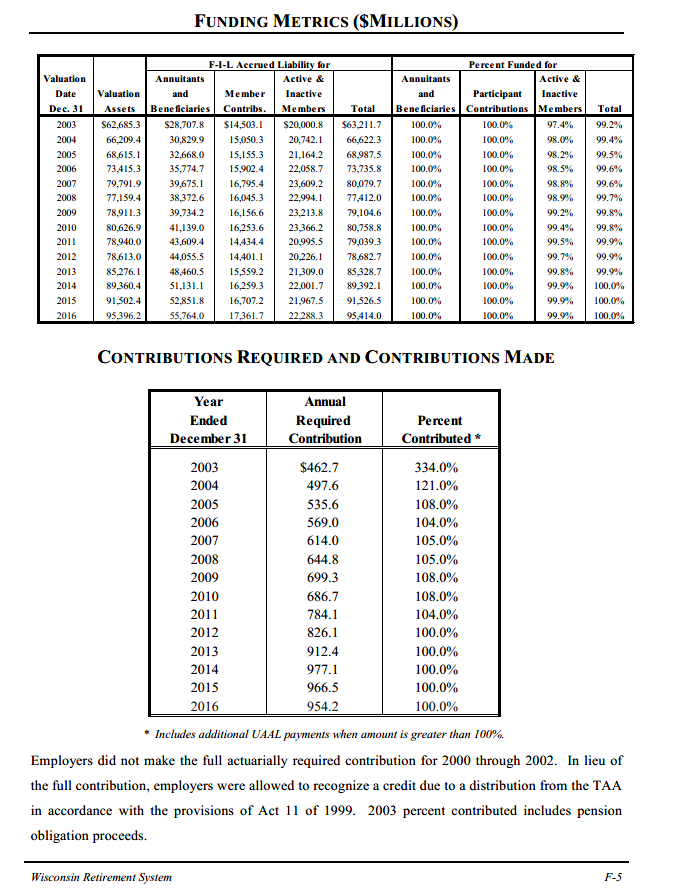 FUNDING METRICS ($MILLIONS)
F-I-L Accrued Liability for Percent Funded for
Valuation Annuitants Active & Annuitants Active &
Date Valuation and Member Inactive and Participant Inactive
Dec. 31 Assets Beneficiaries Contribs. Members Total Beneficiaries Contributions Members Total
2003 $62,685.3 $28,707.8 $14,503.1 $20,000.8 $63,211.7 100.0% 100.0% 97.4% 99.2%
2004 66,209.4 30,829.9 15,050.3 20,742.1 66,622.3 100.0% 100.0% 98.0% 99.4%
2005 68,615.1 32,668.0 15,155.3 21,164.2 68,987.5 100.0% 100.0% 98.2% 99.5%
2006 73,415.3 35,774.7 15,902.4 22,058.7 73,735.8 100.0% 100.0% 98.5% 99.6%
2007 79,791.9 39,675.1 16,795.4 23,609.2 80,079.7 100.0% 100.0% 98.8% 99.6%
2008 77,159.4 38,372.6 16,045.3 22,994.1 77,412.0 100.0% 100.0% 98.9% 99.7%
2009 78,911.3 39,734.2 16,156.6 23,213.8 79,104.6 100.0% 100.0% 99.2% 99.8%
2010 80,626.9 41,139.0 16,253.6 23,366.2 80,758.8 100.0% 100.0% 99.4% 99.8%
2011 78,940.0 43,609.4 14,434.4 20,995.5 79,039.3 100.0% 100.0% 99.5% 99.9%
2012 78,613.0 44,055.5 14,401.1 20,226.1 78,682.7 100.0% 100.0% 99.7% 99.9%
2013 85,276.1 48,460.5 15,559.2 21,309.0 85,328.7 100.0% 100.0% 99.8% 99.9%
2014 89,360.4 51,131.1 16,259.3 22,001.7 89,392.1 100.0% 100.0% 99.9% 100.0%
2015 91,502.4 52,851.8 16,707.2 21,967.5 91,526.5 100.0% 100.0% 99.9% 100.0%
2016 95,396.2 55,764.0 17,361.7 22,288.3 95,414.0 100.0% 100.0% 99.9% 100.0%
CONTRIBUTIONS REQUIRED AND CONTRIBUTIONS MADE
Year Annual
Ended Required Percent
December 31 Contribution Contributed *
2003 $462.7 334.0%
2004 497.6 121.0%
2005 535.6 108.0%
2006 569.0 104.0%
2007 614.0 105.0%
2008 644.8 105.0%
2009 699.3 108.0%
2010 686.7 108.0%
2011 784.1 104.0%
2012 826.1 100.0%
2013 912.4 100.0%
2014 977.1 100.0%
2015 966.5 100.0%
2016 954.2 100.0%
* Includes additional UAAL payments when amount is greater than 100%.
Employers did not make the full actuarially required contribution for 2000 through 2002. In lieu of
the full contribution, employers were allowed to recognize a credit due to a distribution from the TAA
in accordance with the provisions of Act 11 of 1999. 2003 percent contributed includes pension
obligation proceeds.
Wisconsin Retirement System F-5